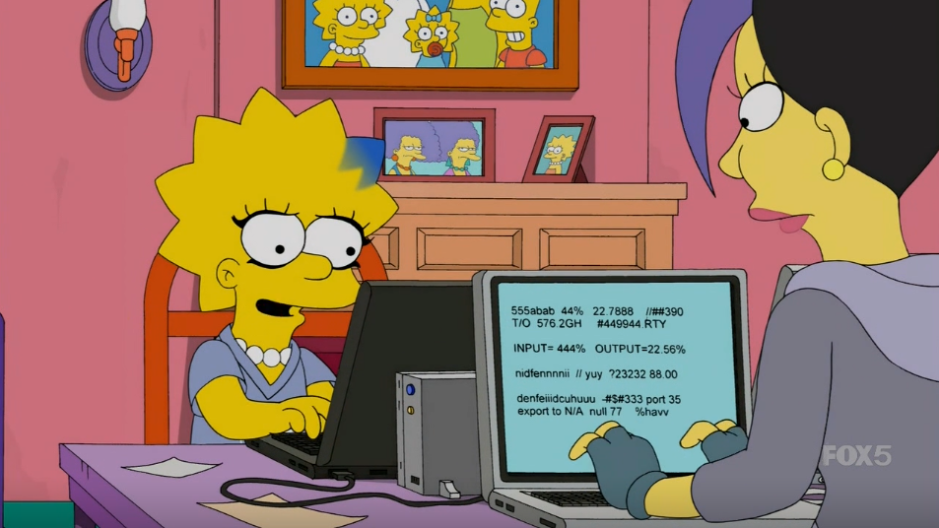 555abab 44% 22.7888 //##390
T/O 576.2GH #449944.RTY
INPUT= 444% OUTPUT=22.56%
nidfennnnii // yuy ?23232 88.00
denfeiiidcuhuuu -#$#333 port 35
export to N/A null 77 %havv
FOX5